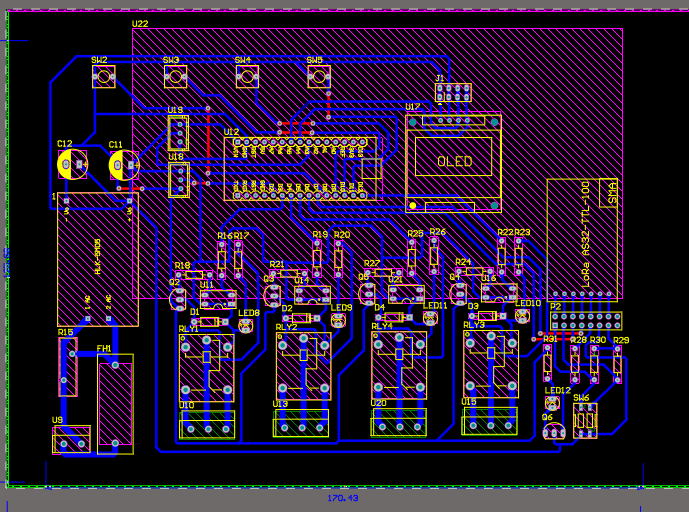 U22
SW2
SW3
SW4
SW5
J1
U19
U17
U12
C12
C11
U18
OLED
SMA
LoRa AS32-TTL-100
1
HLK-5M05
R16
R17
R19
R20
R25
R26
R22
R23
R18
R21
R27
R24
Q2
U11
Q3
U14
Q5
U21
Q4
U16
D1
LED8
D2
LED9
D4
LED11
D3
LED10
P2
RLY1
RLY2
RLY4
RLY3
R15
FH1
R31
R28
R30
R29
LED12
SW6
U9
U10
U13
U20
U15
Q6
170.43